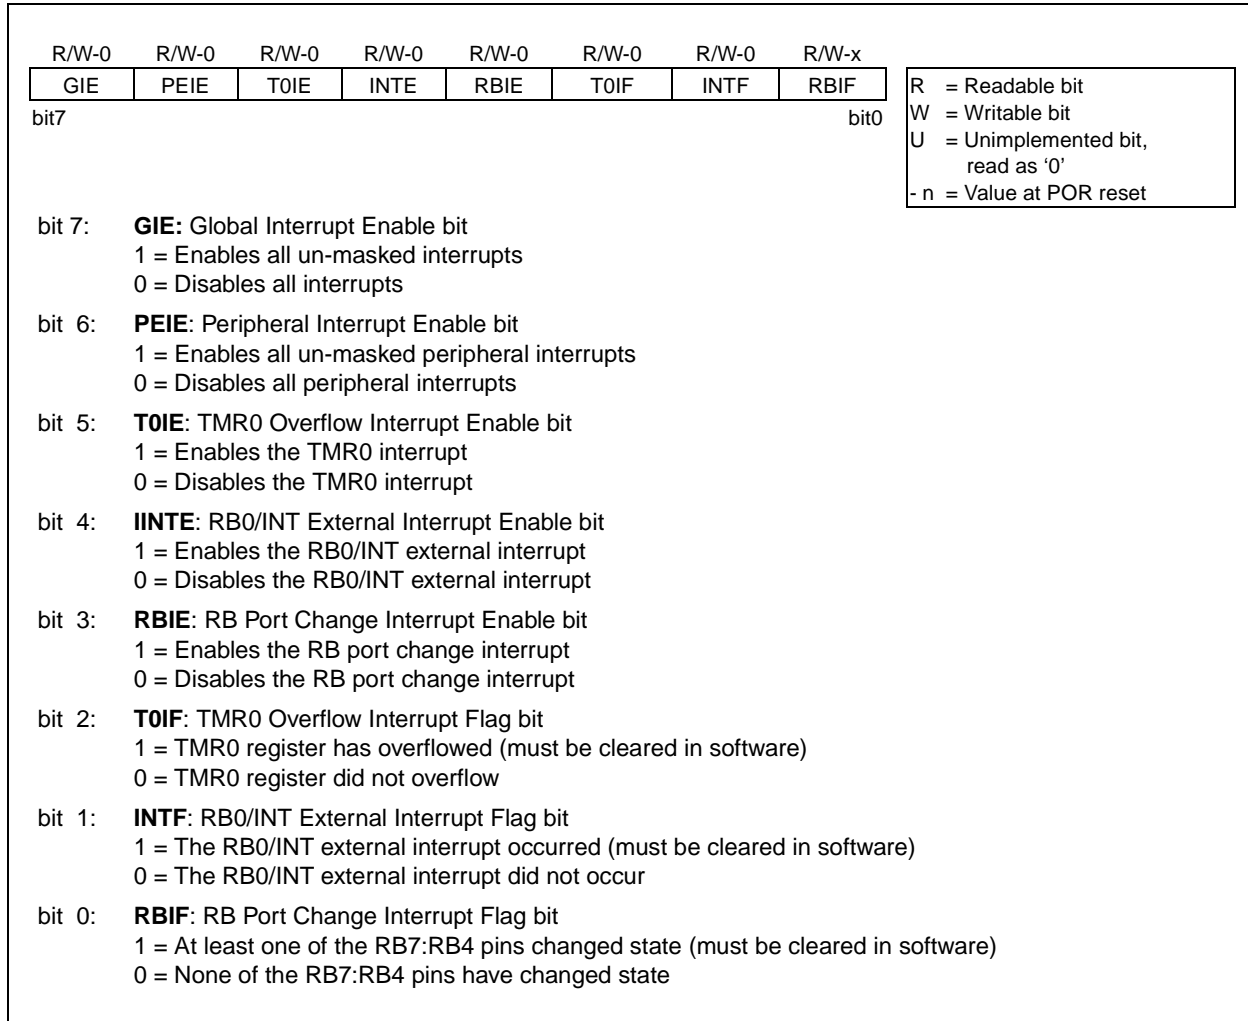 R/W-0 R/W-0 R/W-0 R/W-0 R/W-0 R/W-0 R/W-0 R/W-x
GIE PEIE T0IE INTE RBIE T0IF INTF RBIF
bit7 bit0
R = Readable bit
W = Writable bit
U = Unimplemented bit,
read as ‘0’
- n = Value at POR reset
bit 7: GIE: Global Interrupt Enable bit
1 = Enables all un-masked interrupts
0 = Disables all interrupts
bit 6: PEIE: Peripheral Interrupt Enable bit
1 = Enables all un-masked peripheral interrupts
0 = Disables all peripheral interrupts
bit 5: T0IE: TMR0 Overflow Interrupt Enable bit
1 = Enables the TMR0 interrupt
0 = Disables the TMR0 interrupt
bit 4: IINTE: RB0/INT External Interrupt Enable bit
1 = Enables the RB0/INT external interrupt
0 = Disables the RB0/INT external interrupt
bit 3: RBIE: RB Port Change Interrupt Enable bit
1 = Enables the RB port change interrupt
0 = Disables the RB port change interrupt
bit 2: T0IF: TMR0 Overflow Interrupt Flag bit
1 = TMR0 register has overflowed (must be cleared in software)
0 = TMR0 register did not overflow
bit 1: INTF: RB0/INT External Interrupt Flag bit
1 = The RB0/INT external interrupt occurred (must be cleared in software)
0 = The RB0/INT external interrupt did not occur
bit 0: RBIF: RB Port Change Interrupt Flag bit
1 = At least one of the RB7:RB4 pins changed state (must be cleared in software)
0 = None of the RB7:RB4 pins have changed state